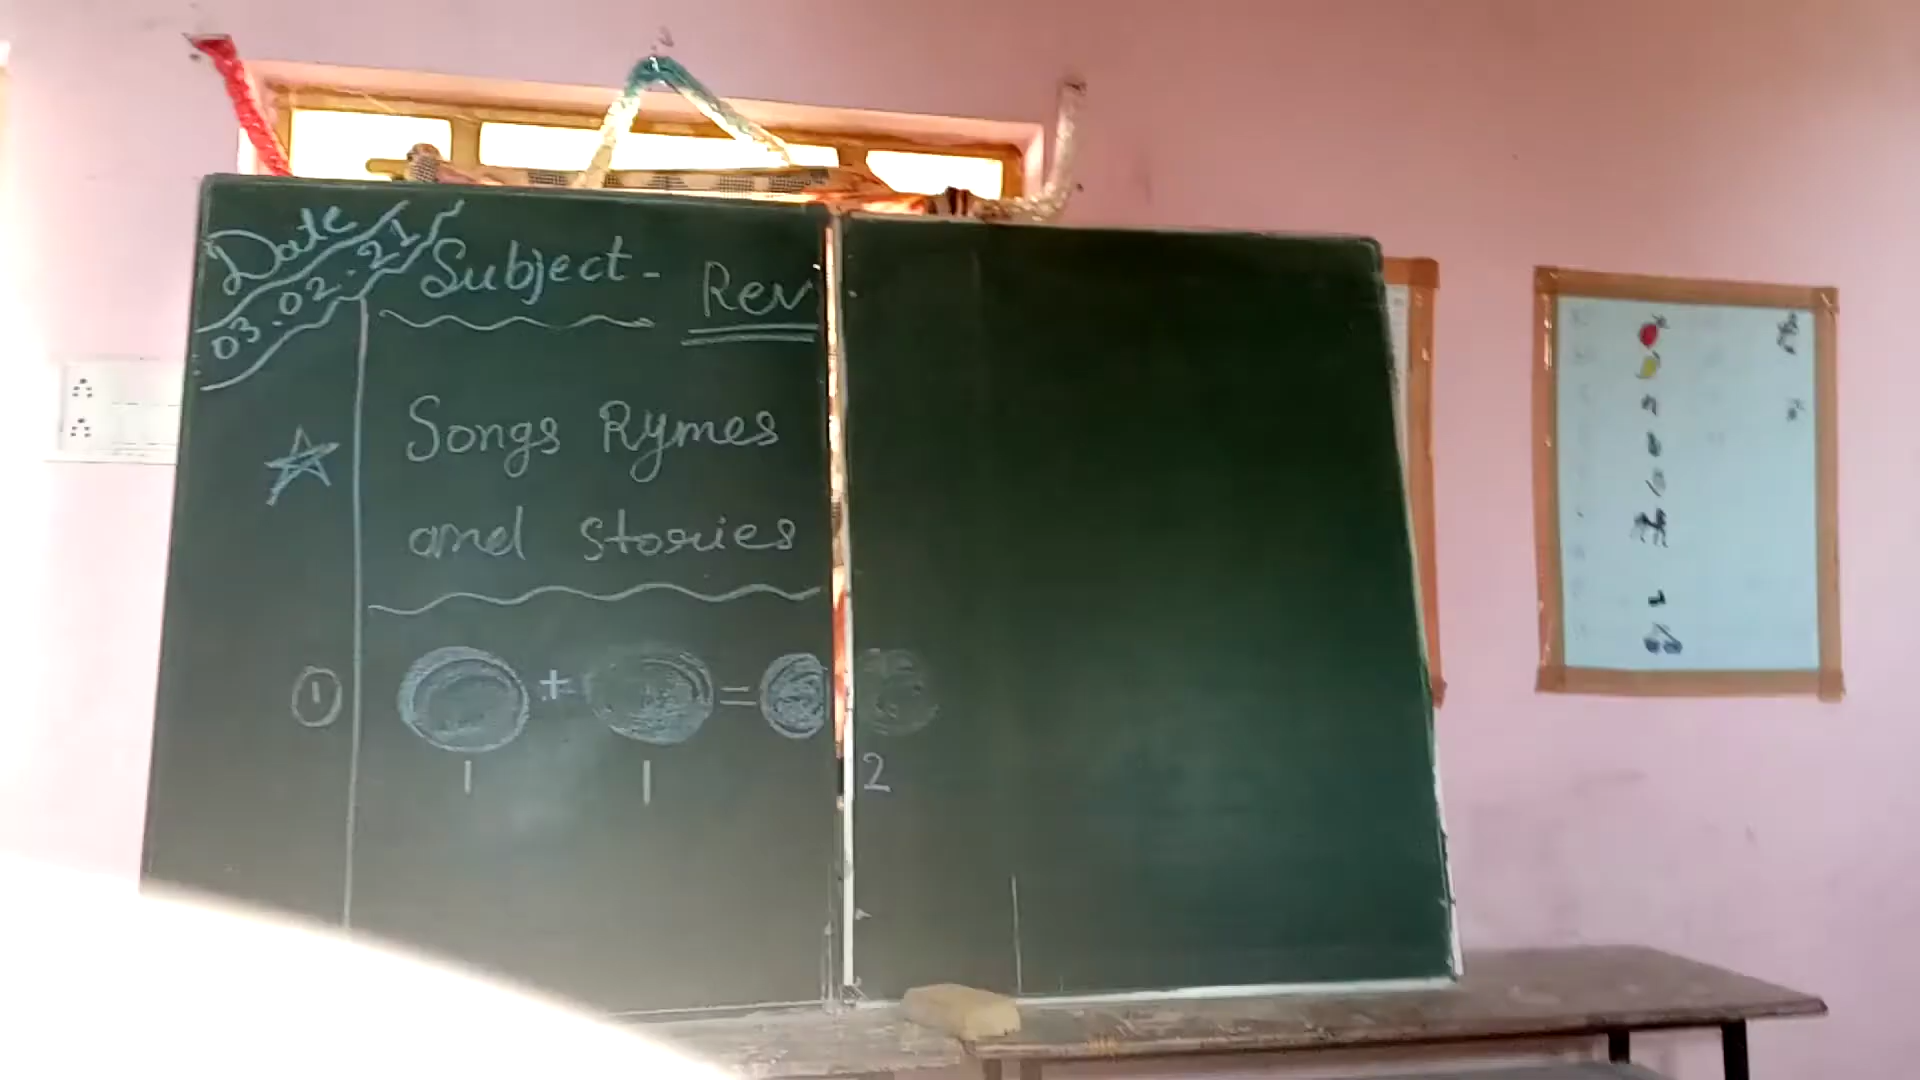 Date
03.02.21
Subject - Rev
Songs Rymes
and stories
1
+ =
1 1 2